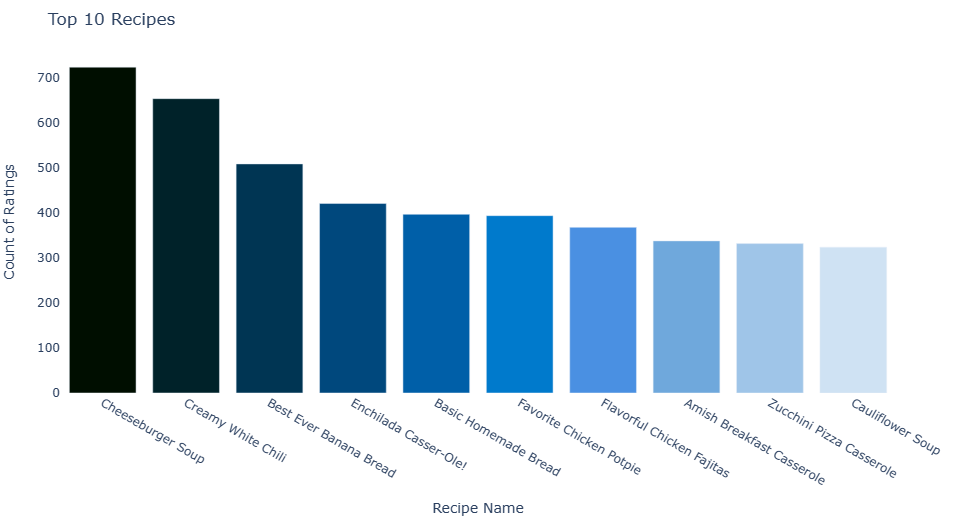 Top 10 Recipes
700
600
500
400
300
200
100
0
Count of Ratings
Cheeseburger Soup
Creamy White Chili
Best Ever Banana Bread
Enchilada Casser-Ole!
Basic Homemade Bread
Favorite Chicken Potpie
Flavorful Chicken Fajitas
Amish Breakfast Casserole
Zucchini Pizza Casserole
Cauliflower Soup
Recipe Name